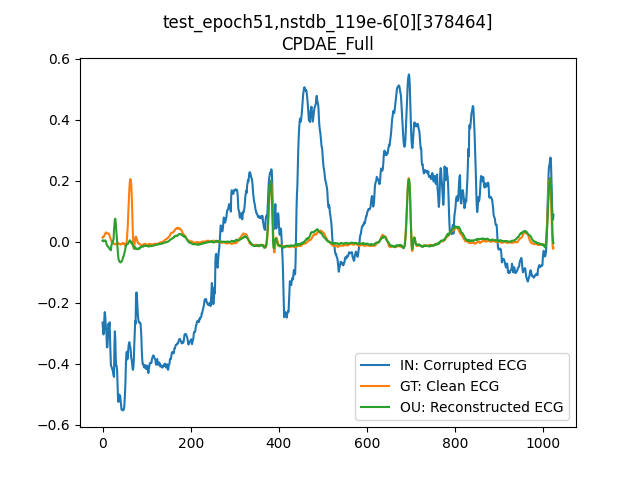 test_epoch51,nstdb_119e-6[0][378464]
CPDAE_Full
0.6
0.4
0.2
0.0
−0.2
−0.4
−0.6
0 200 400 600 800 1000
IN: Corrupted ECG
GT: Clean ECG
OU: Reconstructed ECG